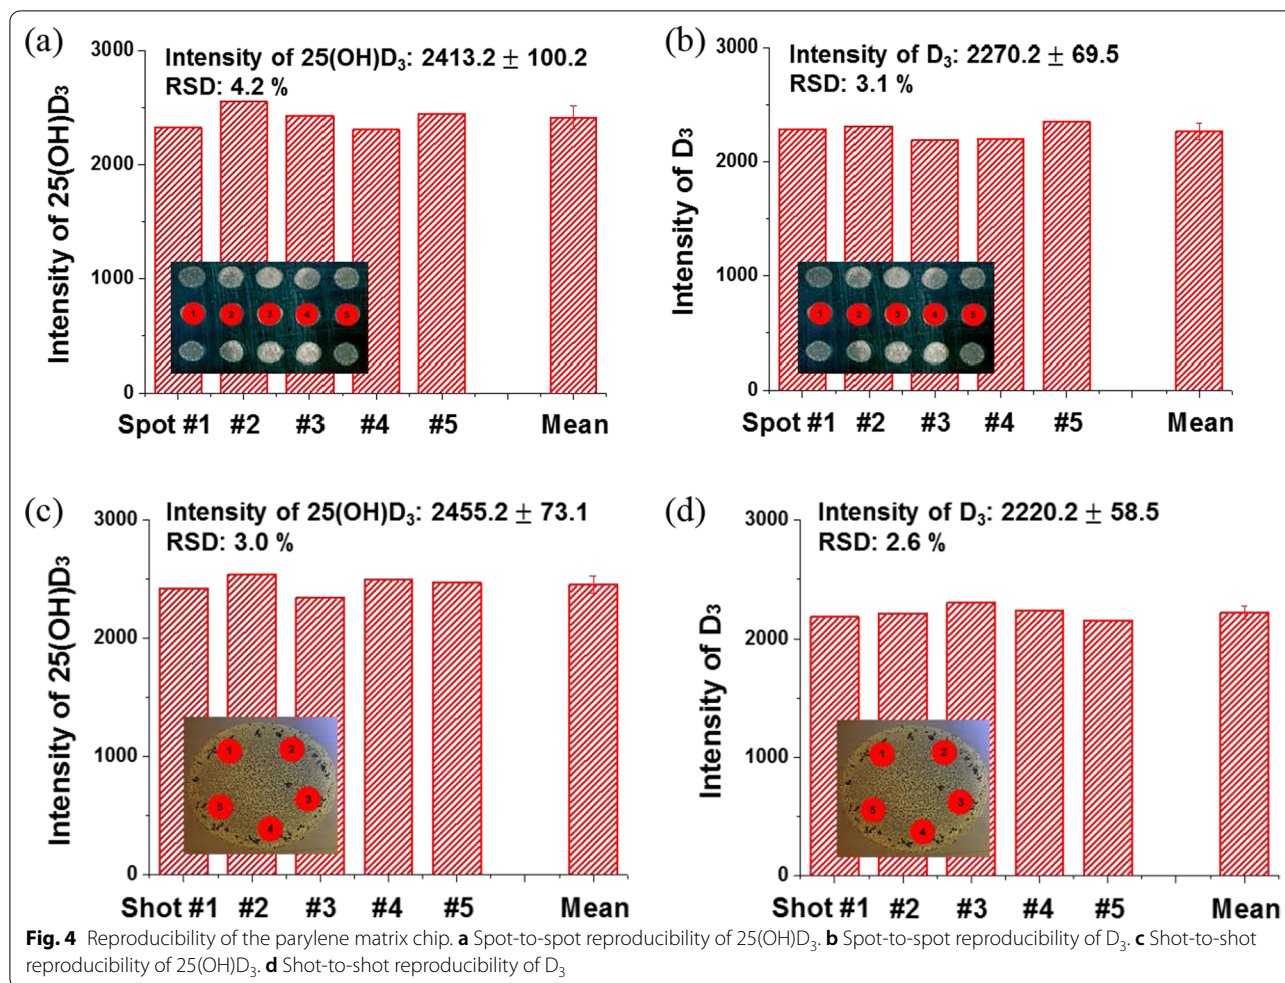 (a)
3000
2000
1000
0
Intensity of 25(OH)D3
Intensity of 25(OH)D3: 2413.2 ± 100.2
RSD: 4.2 %
1 2 3 4 5
Spot #1 #2 #3 #4 #5 Mean
(b)
3000
2000
1000
0
Intensity of D3
Intensity of D3: 2270.2 ± 69.5
RSD: 3.1 %
1 2 3 4 5
Spot #1 #2 #3 #4 #5 Mean
(c)
3000
2000
1000
0
Intensity of 25(OH)D3
Intensity of 25(OH)D3: 2455.2 ± 73.1
RSD: 3.0 %
1 2
5 3
4
Shot #1 #2 #3 #4 #5 Mean
(d)
3000
2000
1000
0
Intensity of D3
Intensity of D3: 2220.2 ± 58.5
RSD: 2.6 %
1 2
5 3
4
Shot #1 #2 #3 #4 #5 Mean
Fig. 4 Reproducibility of the parylene matrix chip. a Spot-to-spot reproducibility of 25(OH)D3. b Spot-to-spot reproducibility of D3. c Shot-to-shot
reproducibility of 25(OH)D3. d Shot-to-shot reproducibility of D3